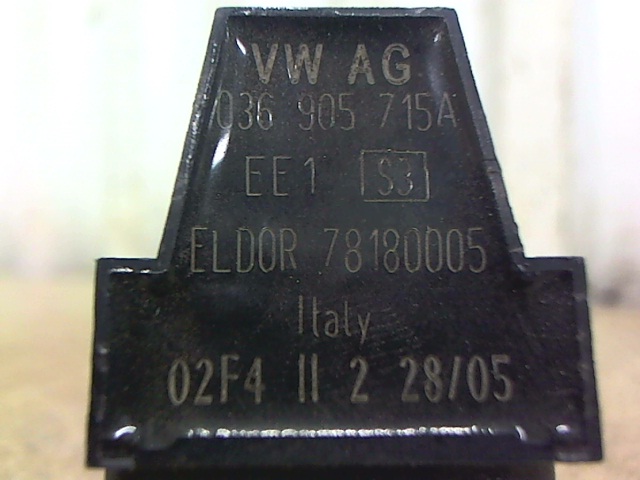 VW AG
036 905 715A
EE1 S3
ELDOR 78180005
Italy
02F4 II 2 28/05